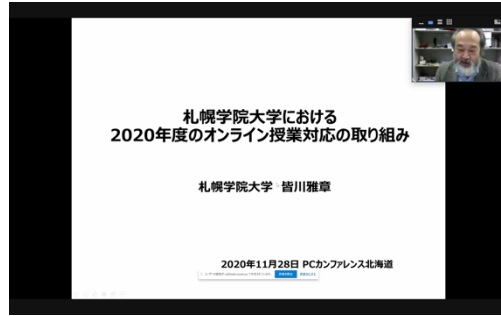 札幌学院大学における
2020年度のオンライン授業対応の取り組み
札幌学院大学 皆川雅章
2020年11月28日 PCカンファレンス北海道